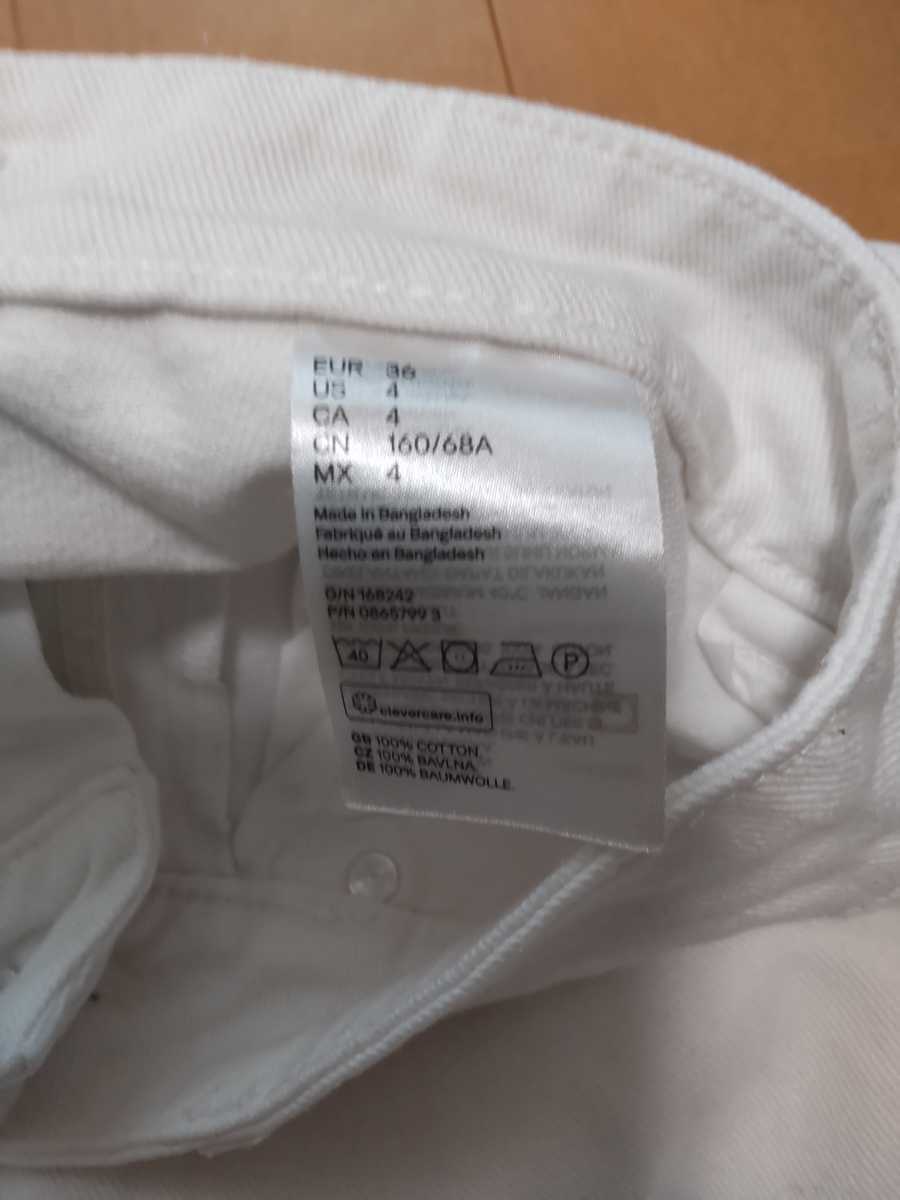 EUR 36
US 4
CA 4
CN 160/68A
MX 4
Made in Bangladesh
Fabriqué au Bangladesh
Hecho en Bangladesh
O/N 168242
P/N 0865799 3
40
P
clevercare.info
GB 100% COTTON.
CZ 100% BAVLNA.
DE 100% BAUMWOLLE.